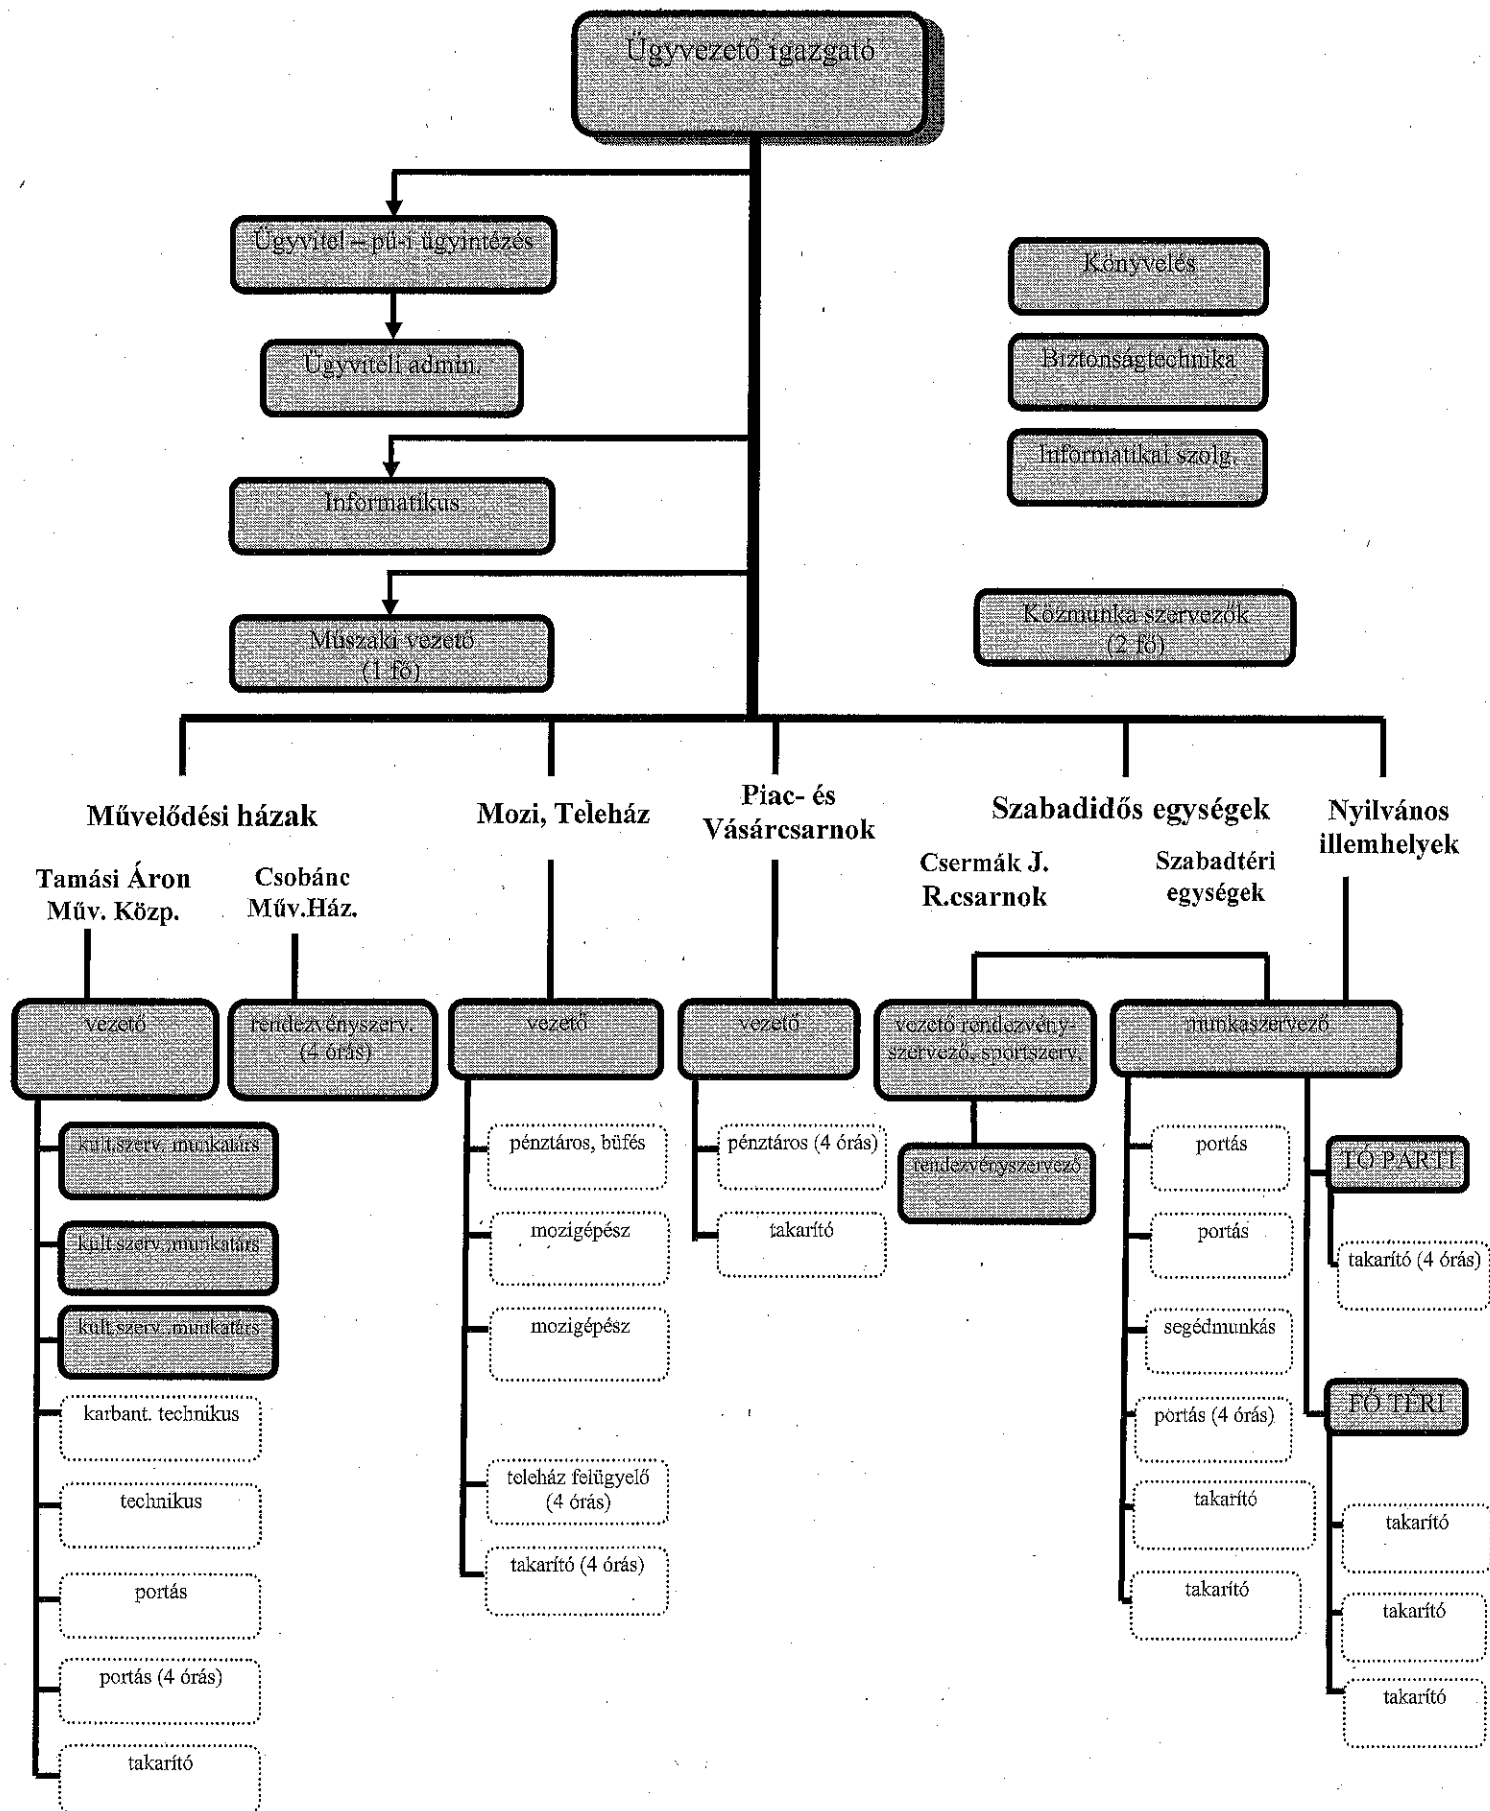 Ügyvezető igazgató
Ügyvitel – pü-i ügyintézés
Ügyviteli admin.
Informatikus
Műszaki vezető
(1 fő)
Könyvelés
Biztonságtechnika
Informatikai szolg.
Közmunka szervezők
(2 fő)
Művelődési házak
Tamási Áron
Műv. Közp.
Csobánc
Műv.Ház.
Mozi, Teleház
Piac- és
Vásárcsarnok
Szabadidős egységek
Csermák J.
R.csarnok
Szabadtéri
egységek
Nyilvános
illemhelyek
vezető
kult.szerv. munkatárs
kult.szerv. munkatárs
kult.szerv. munkatárs
karbant. technikus
technikus
portás
portás (4 órás)
takarító
rendezvényszerv.
(4 órás)
vezető
pénztáros, büfés
mozigépész
mozigépész
teleház felügyelő
(4 órás)
takarító (4 órás)
vezető
pénztáros (4 órás)
takarító
vezető rendezvény-
szervező, sportszerv.
rendezvényszervező
munkaszervező
portás
portás
segédmunkás
portás (4 órás)
takarító
takarító
TÓ PARTI
takarító (4 órás)
FŐ TÉRI
takarító
takarító
takarító